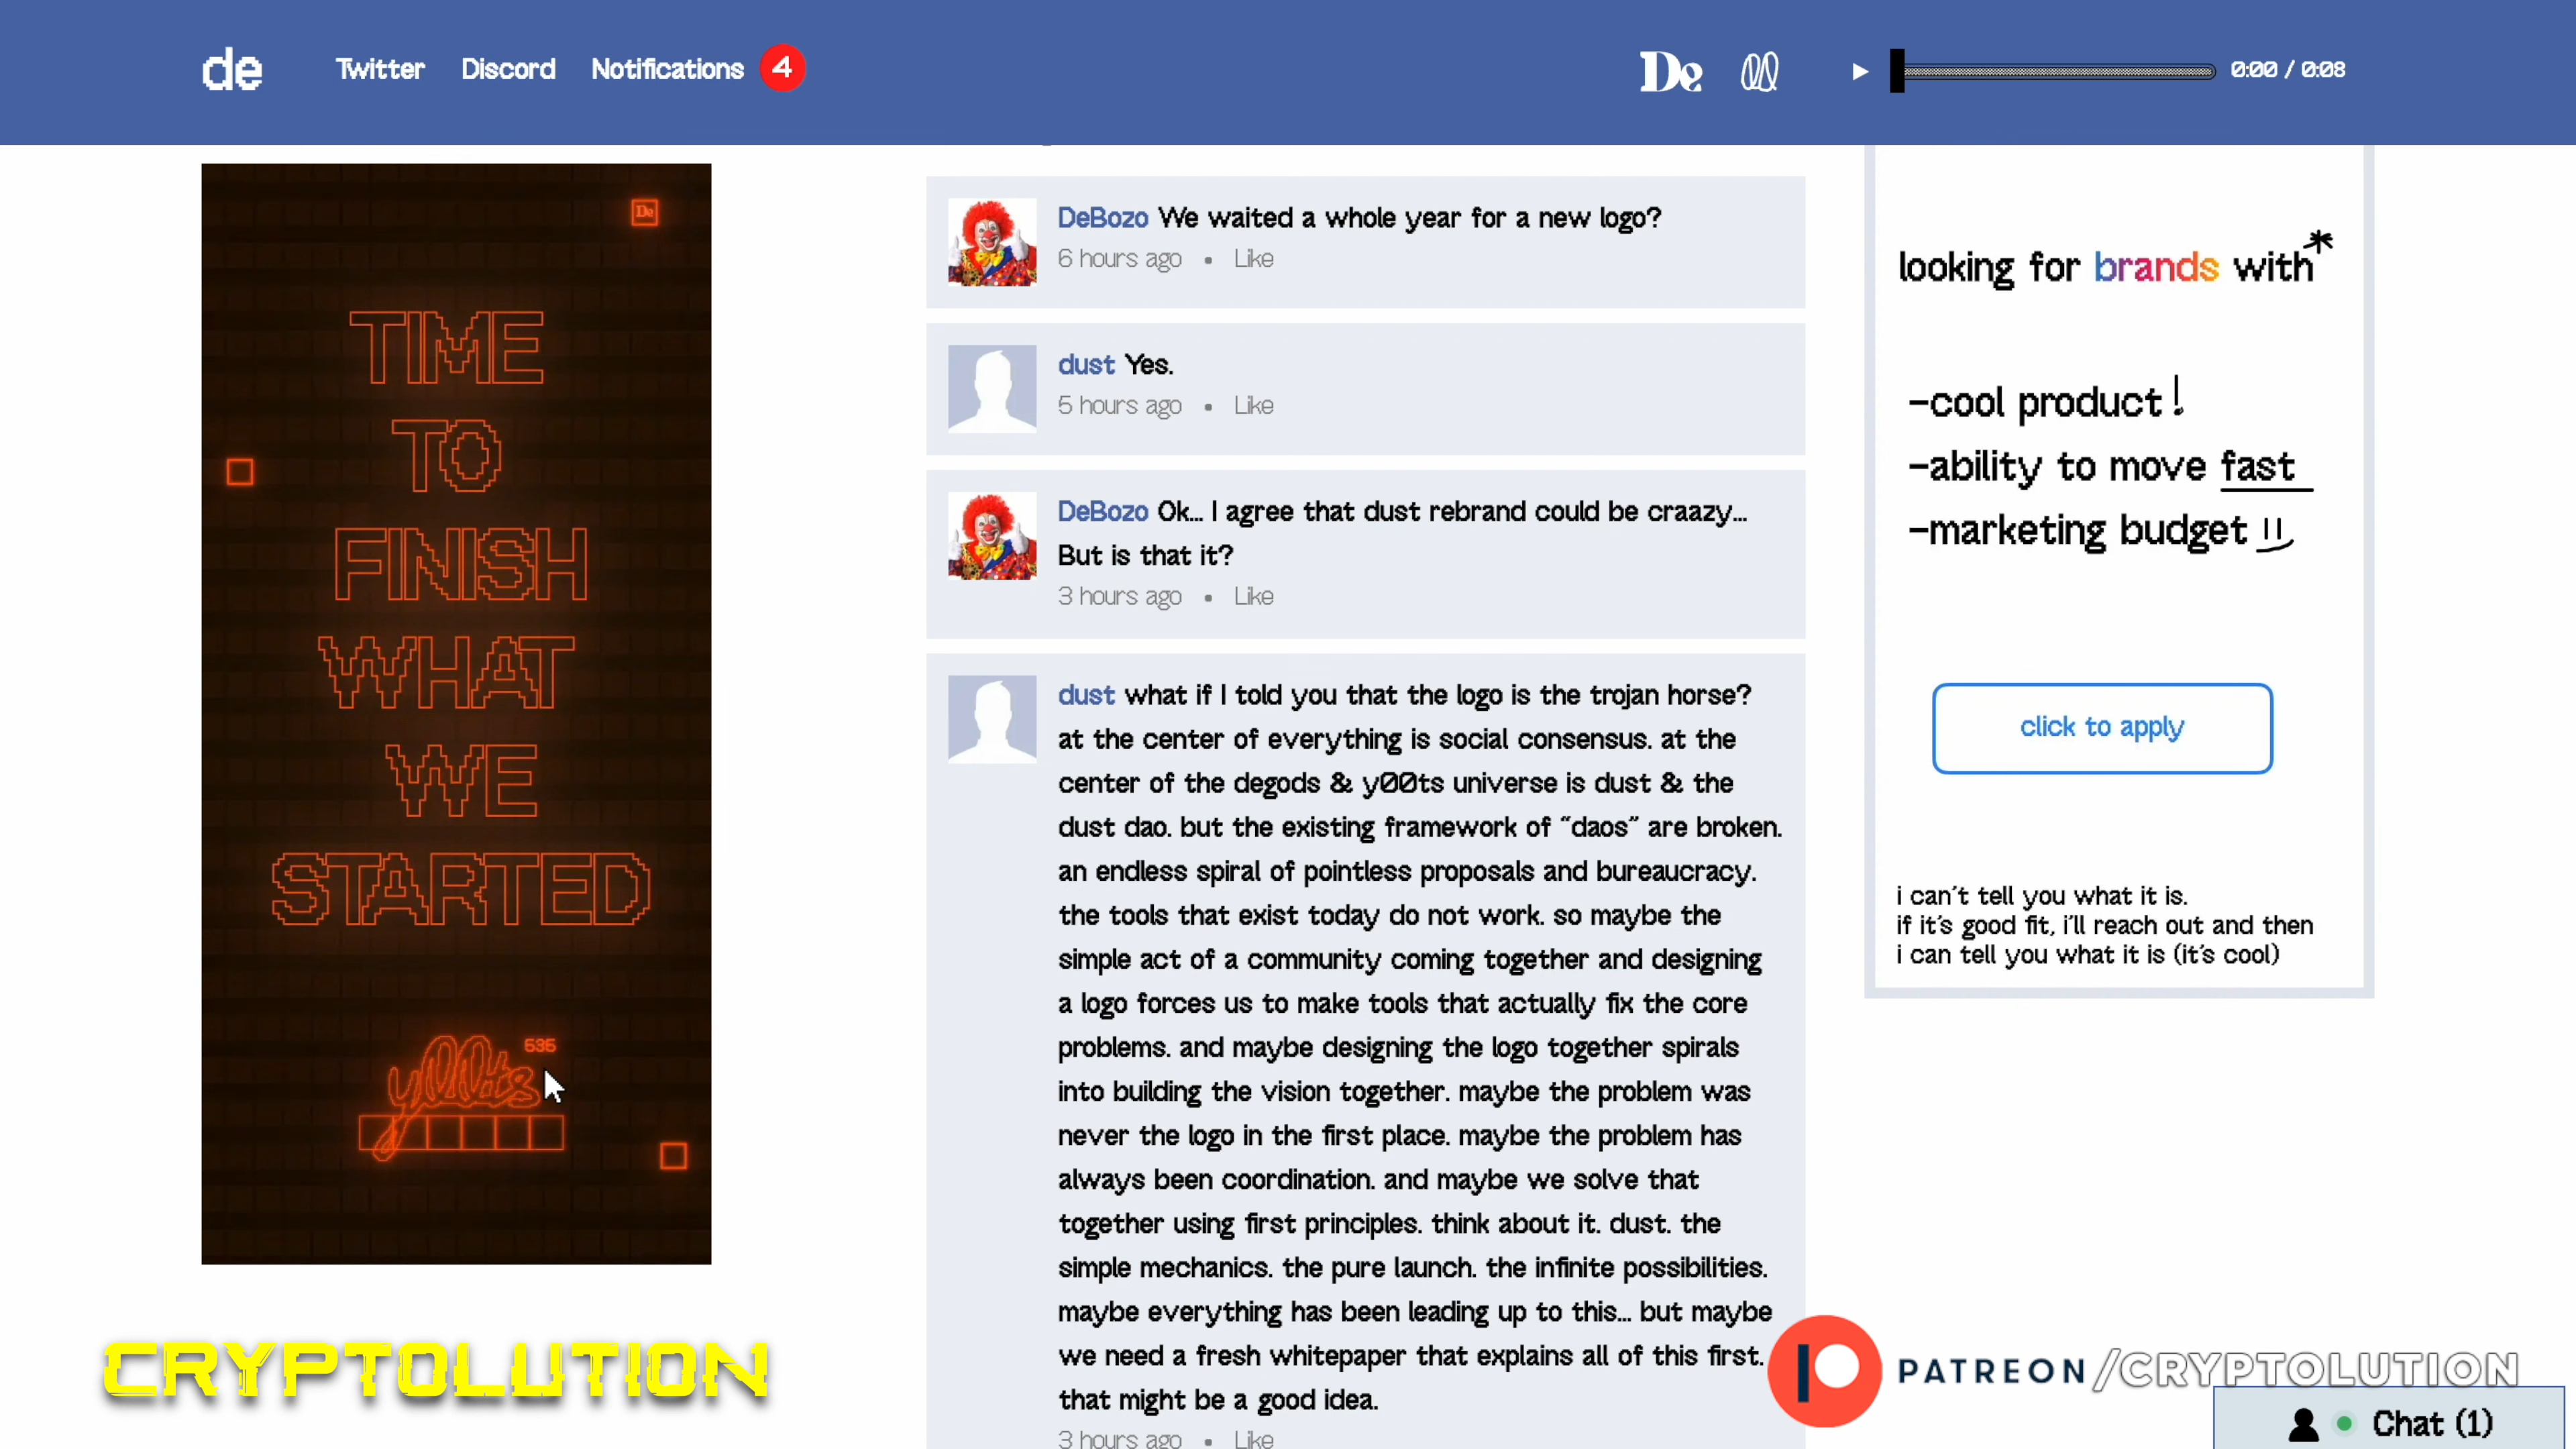 de
Twitter Discord Notifications 4
De
0:00 / 0:08
De
TIME
TO
FINISH
WHAT
WE
STARTED
535
y00ts
DeBozo We waited a whole year for a new logo?
6 hours ago • Like
dust Yes.
5 hours ago • Like
DeBozo Ok... I agree that dust rebrand could be craazy...
But is that it?
3 hours ago • Like
dust what if I told you that the logo is the trojan horse?
at the center of everything is social consensus. at the
center of the degods & y00ts universe is dust & the
dust dao. but the existing framework of “daos” are broken.
an endless spiral of pointless proposals and bureaucracy.
the tools that exist today do not work. so maybe the
simple act of a community coming together and designing
a logo forces us to make tools that actually fix the core
problems. and maybe designing the logo together spirals
into building the vision together. maybe the problem was
never the logo in the first place. maybe the problem has
always been coordination. and maybe we solve that
together using first principles. think about it. dust. the
simple mechanics. the pure launch. the infinite possibilities.
maybe everything has been leading up to this... but maybe
we need a fresh whitepaper that explains all of this first.
that might be a good idea.
3 hours ago • Like
looking for brands with*
-cool product!
-ability to move fast
-marketing budget
click to apply
i can't tell you what it is.
if it's good fit, i'll reach out and then
i can tell you what it is (it's cool)
CRYPTOLUTION
PATREON/CRYPTOLUTION
Chat (1)